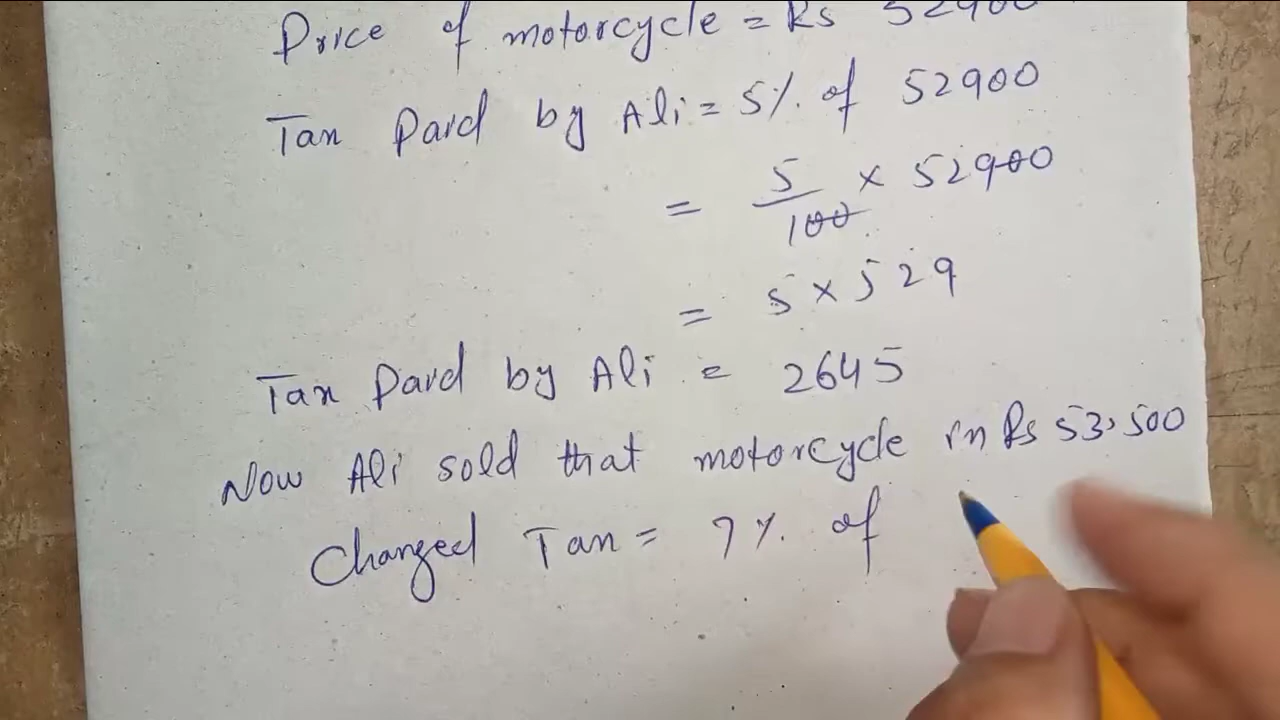 Price of motorcycle = Rs 52900
Tax Paid by Ali = 5% of 52900
= 5/100 × 52900
= 5 × 529
Tax Paid by Ali = 2645
Now Ali sold that motorcycle in Rs 53,500
Changed Tax = 7% of